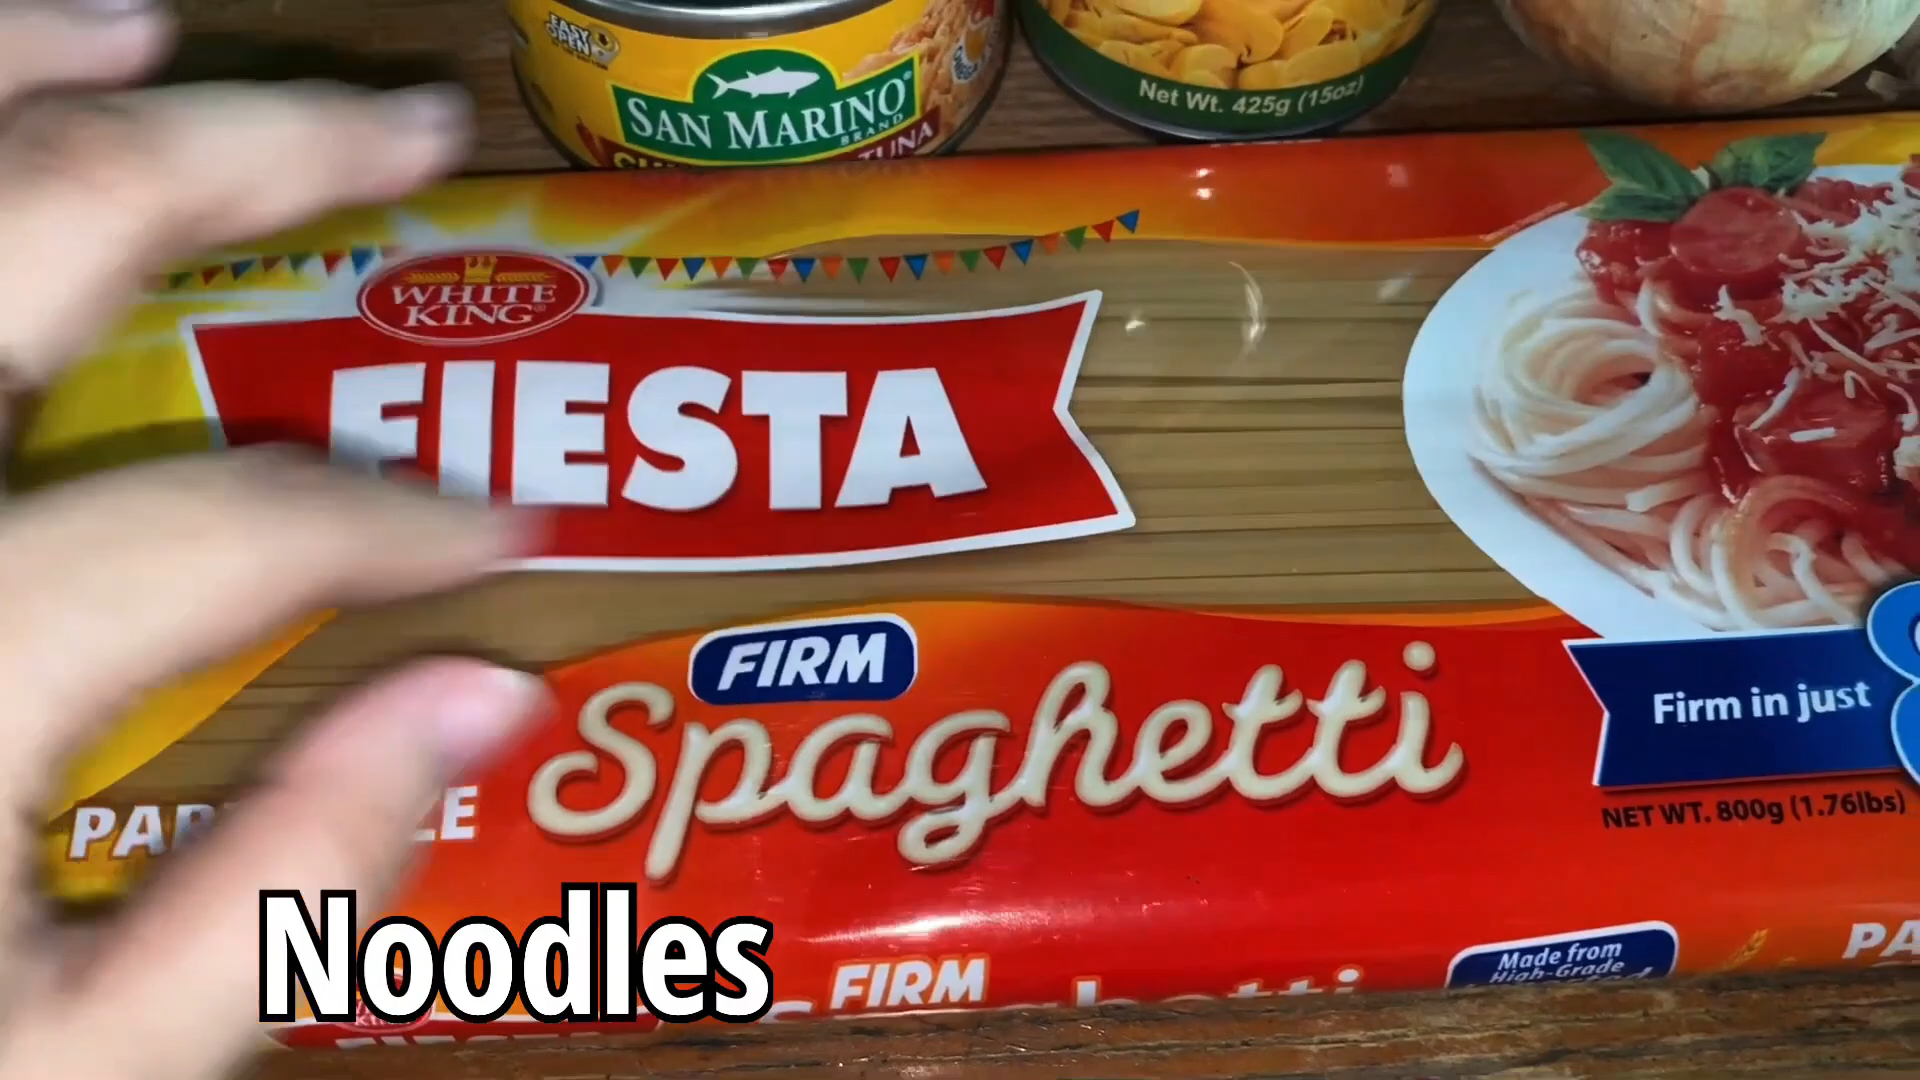 EASY
OPEN
SAN MARINO®
BRAND
TUNA
Net Wt. 425g (15oz)
WHITE
KING®
FIESTA
FIRM
Spaghetti
Firm in just
8
NET WT. 800g (1.76lbs)
Noodles
FIRM
Made from
High-Grade